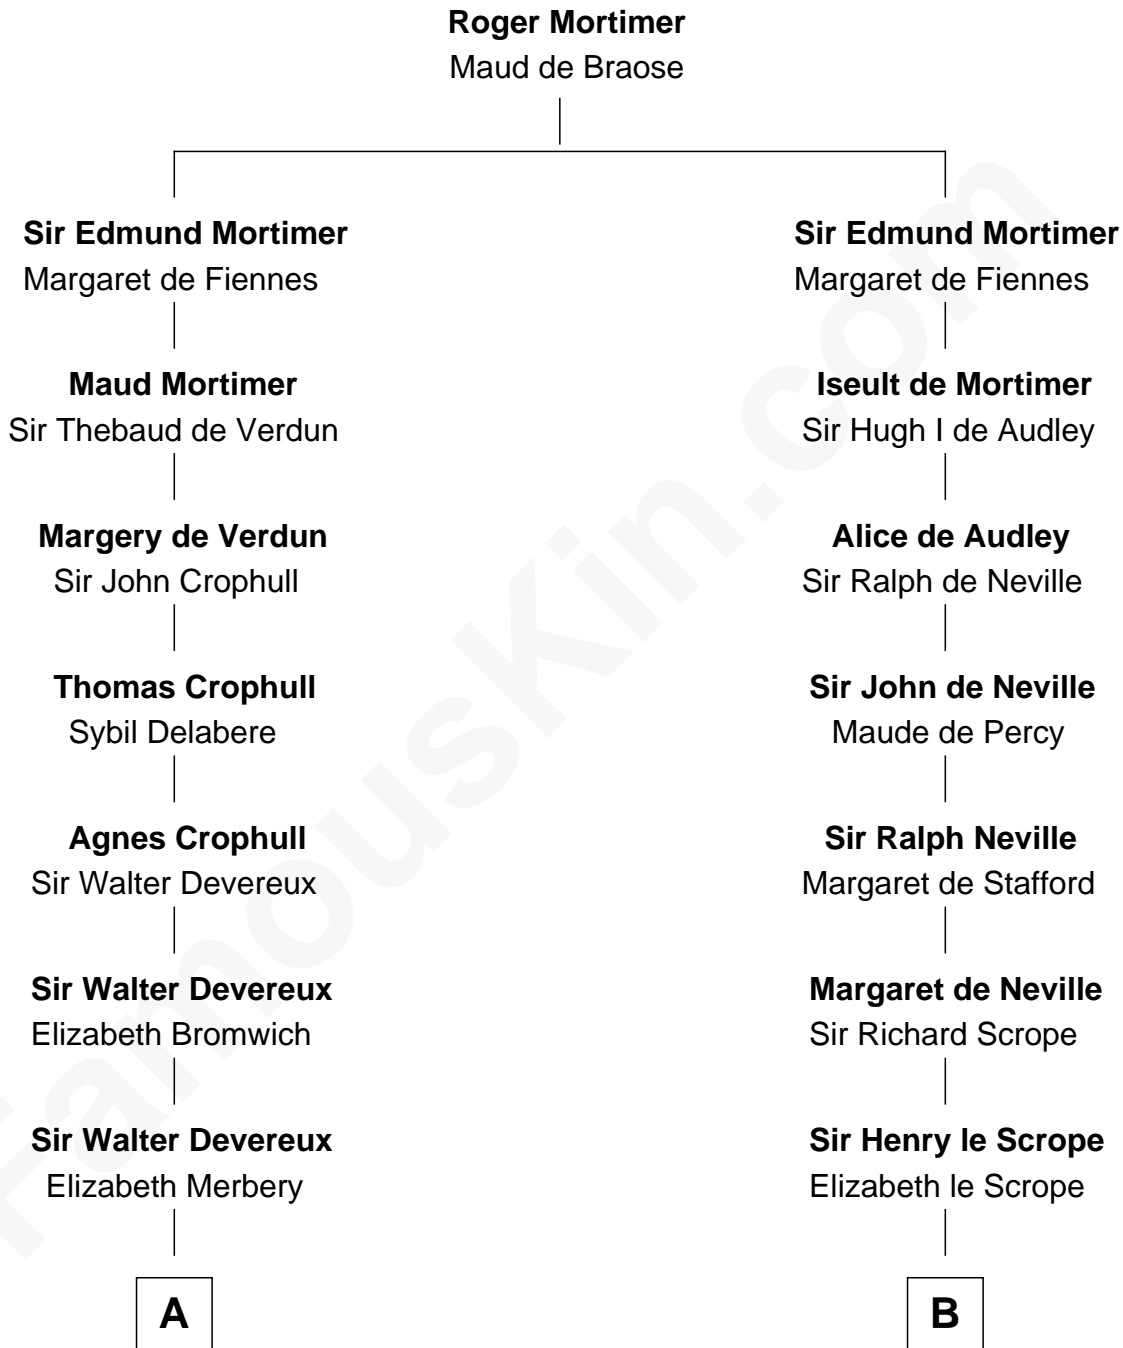 Roger Mortimer
Maud de Braose
Sir Edmund Mortimer
Margaret de Fiennes
Maud Mortimer
Sir Thebaud de Verdun
Margery de Verdun
Sir John Crophull
Thomas Crophull
Sybil Delabere
Agnes Crophull
Sir Walter Devereux
Sir Walter Devereux
Elizabeth Bromwich
Sir Walter Devereux
Elizabeth Merbery
A
Sir Edmund Mortimer
Margaret de Fiennes
Iseult de Mortimer
Sir Hugh I de Audley
Alice de Audley
Sir Ralph de Neville
Sir John de Neville
Maude de Percy
Sir Ralph Neville
Margaret de Stafford
Margaret de Neville
Sir Richard Scrope
Sir Henry le Scrope
Elizabeth le Scrope
B
FamousKin.com